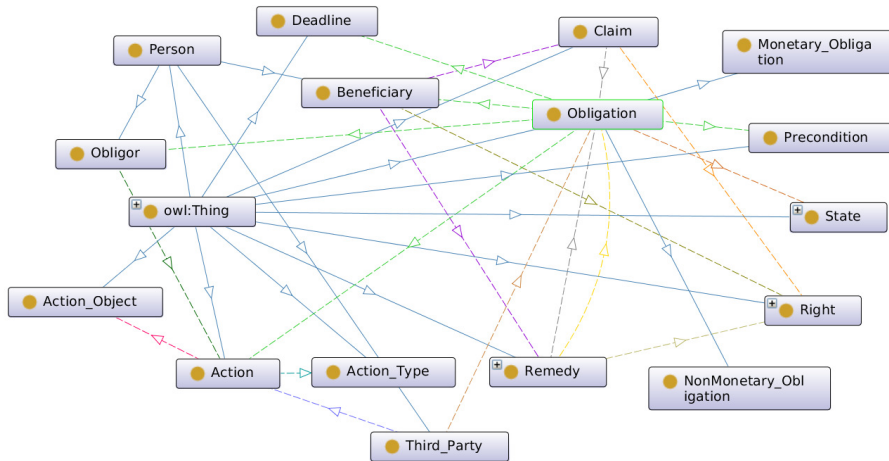 Deadline
Claim
Person
Monetary_Obliga
tion
Beneficiary
Obligation
Precondition
Obligor
owl:Thing
State
Action_Object
Right
Action
Action_Type
Remedy
NonMonetary_Obl
igation
Third_Party